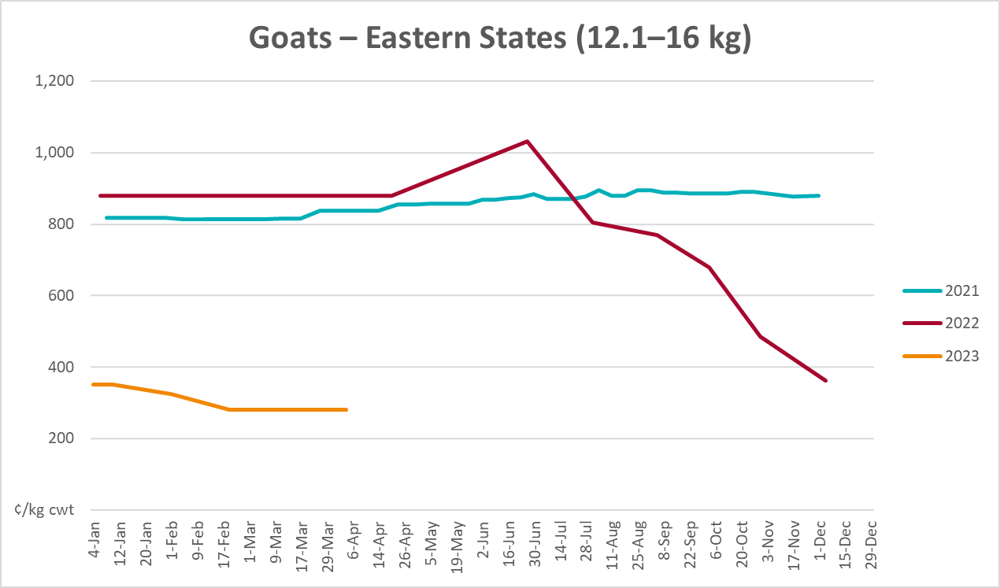 Goats – Eastern States (12.1–16 kg)
1,200
1,000
800
600
400
200
¢/kg cwt
4-Jan
12-Jan
20-Jan
1-Feb
9-Feb
17-Feb
1-Mar
9-Mar
17-Mar
29-Mar
6-Apr
14-Apr
26-Apr
5-May
19-May
2-Jun
16-Jun
30-Jun
14-Jul
28-Jul
11-Aug
25-Aug
8-Sep
22-Sep
6-Oct
20-Oct
3-Nov
17-Nov
1-Dec
15-Dec
29-Dec
2021
2022
2023